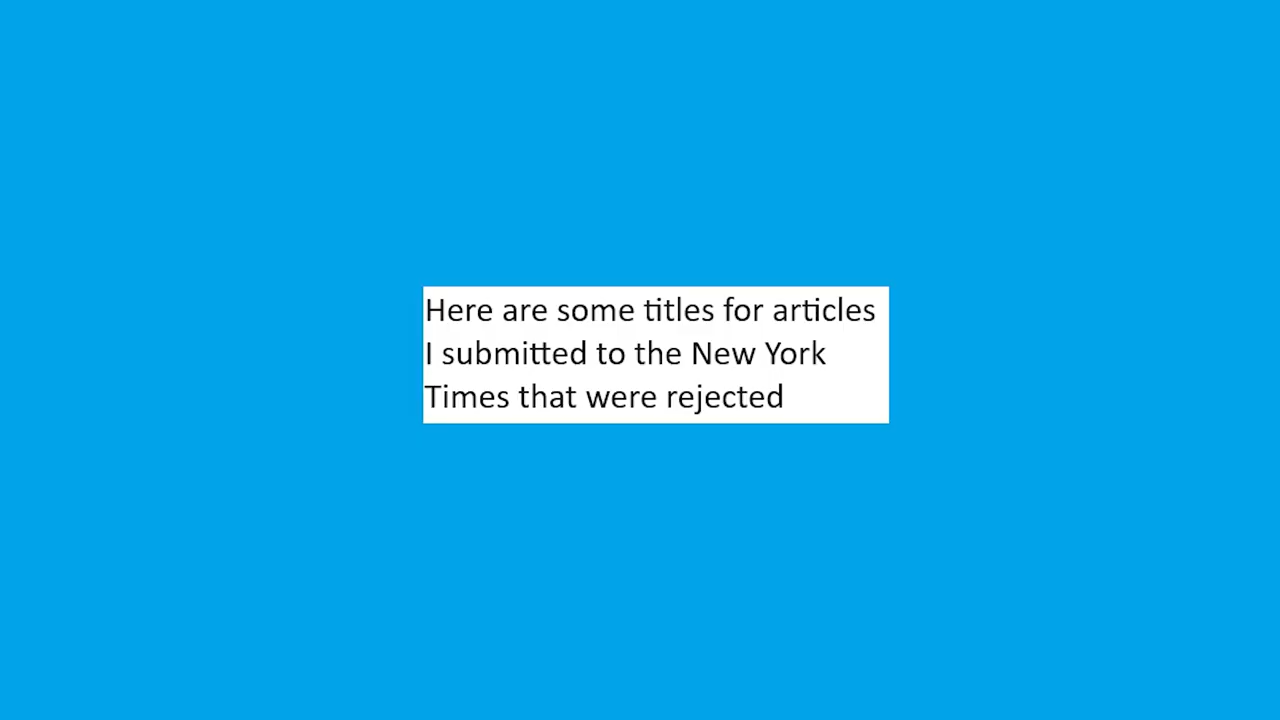 Here are some titles for articles
I submitted to the New York
Times that were rejected